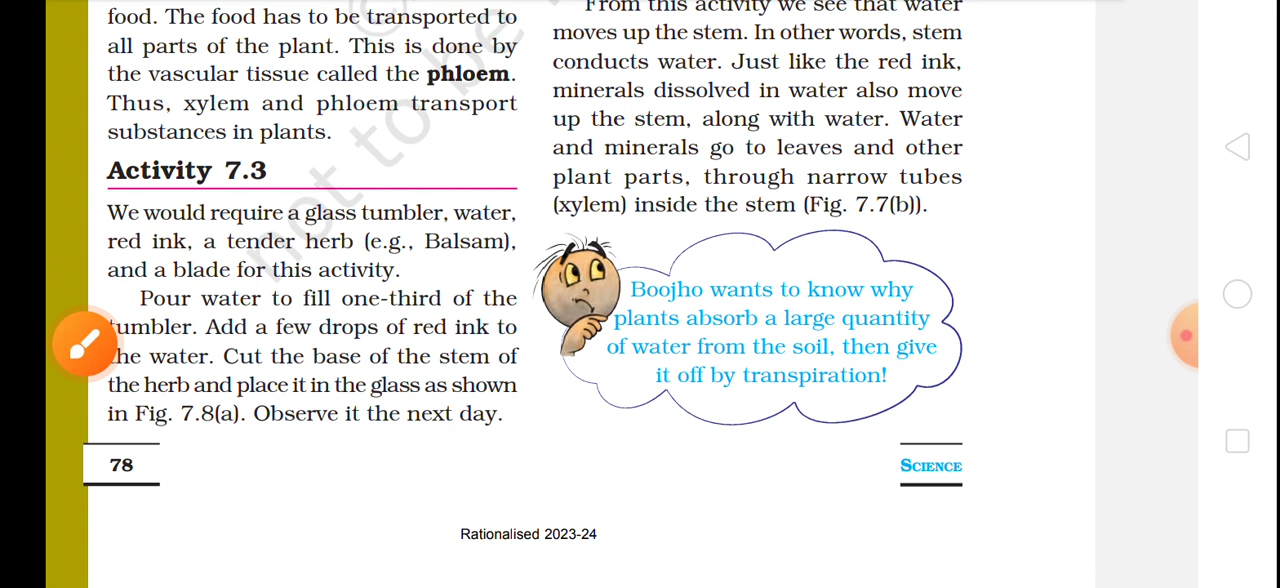 food. The food has to be transported to
all parts of the plant. This is done by
the vascular tissue called the phloem.
Thus, xylem and phloem transport
substances in plants.
Activity 7.3
We would require a glass tumbler, water,
red ink, a tender herb (e.g., Balsam),
and a blade for this activity.
Pour water to fill one-third of the
tumbler. Add a few drops of red ink to
the water. Cut the base of the stem of
the herb and place it in the glass as shown
in Fig. 7.8(a). Observe it the next day.
From this activity we see that water
moves up the stem. In other words, stem
conducts water. Just like the red ink,
minerals dissolved in water also move
up the stem, along with water. Water
and minerals go to leaves and other
plant parts, through narrow tubes
(xylem) inside the stem (Fig. 7.7(b)).
Boojho wants to know why
plants absorb a large quantity
of water from the soil, then give
it off by transpiration!
78
SCIENCE
Rationalised 2023-24
©
not to be